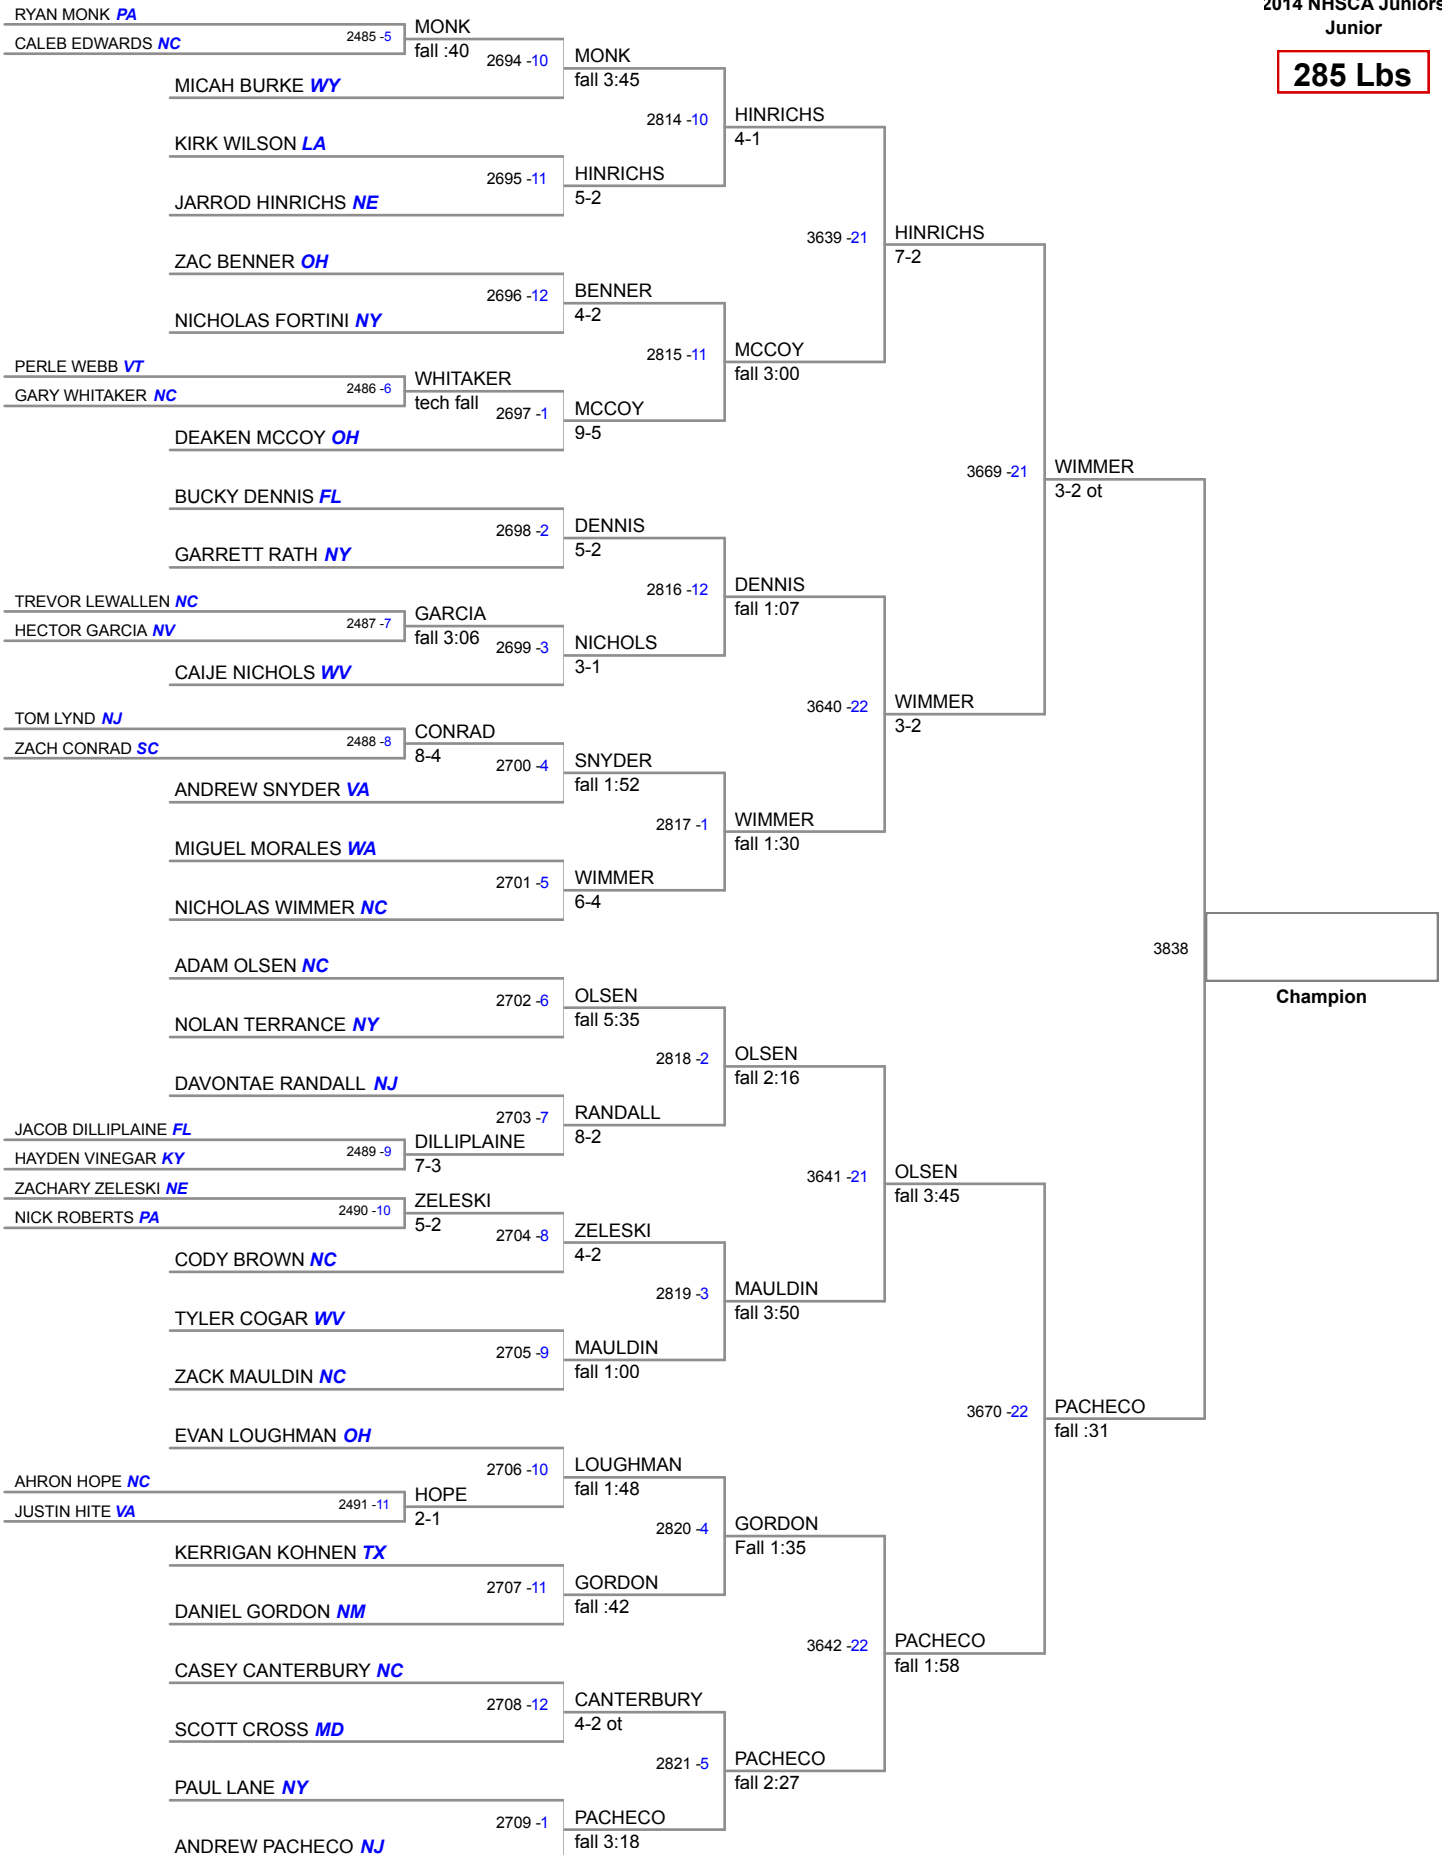 2014 NHSCA Juniors
Junior
285 Lbs
RYAN MONK PA
CALEB EDWARDS NC
2485 -5
MONK
fall :40
MICAH BURKE WY
2694 -10
MONK
fall 3:45
KIRK WILSON LA
JARROD HINRICHS NE
2695 -11
HINRICHS
5-2
2814 -10
HINRICHS
4-1
ZAC BENNER OH
NICHOLAS FORTINI NY
2696 -12
BENNER
4-2
PERLE WEBB VT
GARY WHITAKER NC
2486 -6
WHITAKER
tech fall
DEAKEN MCCOY OH
2697 -1
MCCOY
9-5
2815 -11
MCCOY
fall 3:00
3639 -21
HINRICHS
7-2
BUCKY DENNIS FL
GARRETT RATH NY
2698 -2
DENNIS
5-2
TREVOR LEWALLEN NC
HECTOR GARCIA NV
2487 -7
GARCIA
fall 3:06
CAIJE NICHOLS WV
2699 -3
NICHOLS
3-1
2816 -12
DENNIS
fall 1:07
TOM LYND NJ
ZACH CONRAD SC
2488 -8
CONRAD
8-4
ANDREW SNYDER VA
2700 -4
SNYDER
fall 1:52
MIGUEL MORALES WA
NICHOLAS WIMMER NC
2701 -5
WIMMER
6-4
2817 -1
WIMMER
fall 1:30
3640 -22
WIMMER
3-2
3669 -21
WIMMER
3-2 ot
ADAM OLSEN NC
NOLAN TERRANCE NY
2702 -6
OLSEN
fall 5:35
DAVONTAE RANDALL NJ
JACOB DILLIPLAINE FL
HAYDEN VINEGAR KY
2489 -9
DILLIPLAINE
7-3
2703 -7
RANDALL
8-2
2818 -2
OLSEN
fall 2:16
ZACHARY ZELESKI NE
NICK ROBERTS PA
2490 -10
ZELESKI
5-2
CODY BROWN NC
2704 -8
ZELESKI
4-2
TYLER COGAR WV
ZACK MAULDIN NC
2705 -9
MAULDIN
fall 1:00
2819 -3
MAULDIN
fall 3:50
3641 -21
OLSEN
fall 3:45
EVAN LOUGHMAN OH
AHRON HOPE NC
JUSTIN HITE VA
2491 -11
HOPE
2-1
2706 -10
LOUGHMAN
fall 1:48
KERRIGAN KOHNEN TX
DANIEL GORDON NM
2707 -11
GORDON
fall :42
2820 -4
GORDON
Fall 1:35
CASEY CANTERBURY NC
SCOTT CROSS MD
2708 -12
CANTERBURY
4-2 ot
PAUL LANE NY
ANDREW PACHECO NJ
2709 -1
PACHECO
fall 3:18
2821 -5
PACHECO
fall 2:27
3642 -22
PACHECO
fall 1:58
3670 -22
PACHECO
fall :31
3838
Champion